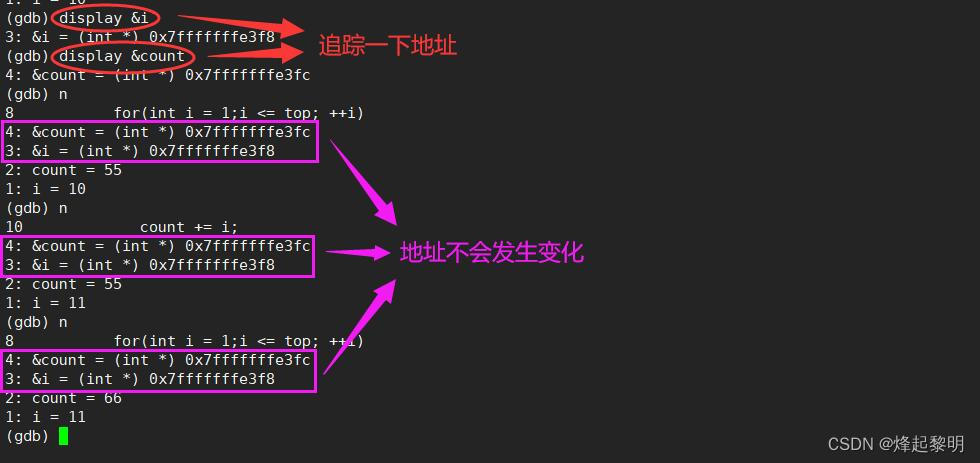 1: i = 10
(gdb) display &i
3: &i = (int *) 0x7fffffffe3f8
追踪一下地址
(gdb) display &count
4: &count = (int *) 0x7fffffffe3fc
(gdb) n
8 for(int i = 1;i <= top; ++i)
4: &count = (int *) 0x7fffffffe3fc
3: &i = (int *) 0x7fffffffe3f8
2: count = 55
1: i = 10
(gdb) n
10 count += i;
4: &count = (int *) 0x7fffffffe3fc
地址不会发生变化
3: &i = (int *) 0x7fffffffe3f8
2: count = 55
1: i = 11
(gdb) n
8 for(int i = 1;i <= top; ++i)
4: &count = (int *) 0x7fffffffe3fc
3: &i = (int *) 0x7fffffffe3f8
2: count = 66
1: i = 11
(gdb)
CSDN @烽起黎明